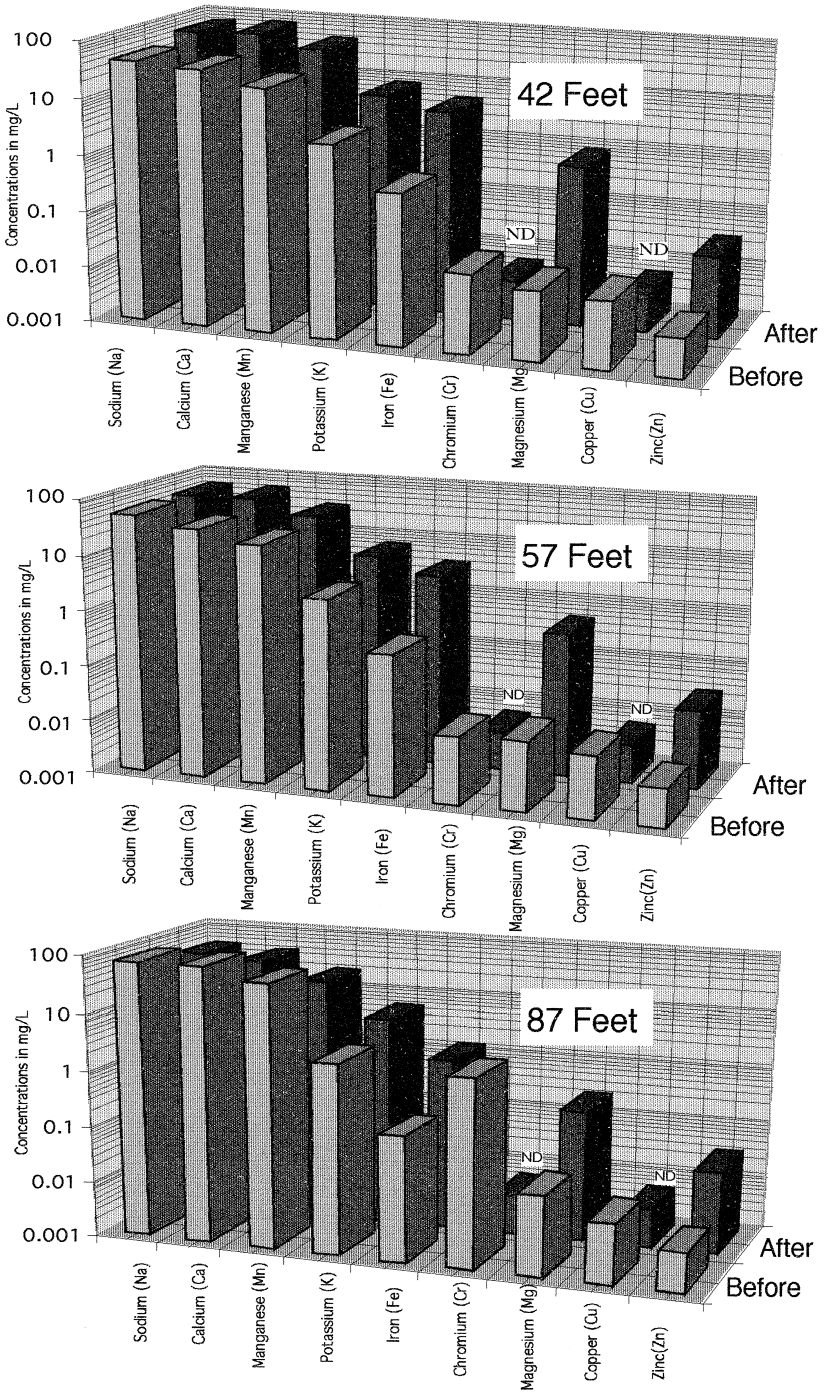 Concentrations in mg/L
100
10
1
0.1
0.01
0.001
42 Feet
ND
ND
After
Before
Sodium (Na)
Calcium (Ca)
Manganese (Mn)
Potassium (K)
Iron (Fe)
Chromium (Cr)
Magnesium (Mg
Copper (Cu)
Zinc(Zn)
Concentrations in mg/L
100
10
1
0.1
0.01
0.001
57 Feet
ND
ND
After
Before
Sodium (Na)
Calcium (Ca)
Manganese (Mn)
Potassium (K)
Iron (Fe)
Chromium (Cr)
Magnesium (Mg)
Copper (Cu)
Zinc(Zn)
Concentrations in mg/L
100
10
1
0.1
0.01
0.001
87 Feet
ND
ND
After
Before
Sodium (Na)
Calcium (Ca)
Manganese (Mn)
Potassium (K)
Iron (Fe)
Chromium (Cr)
Magnesium (Mg)
Copper (Cu)
Zinc(Zn)